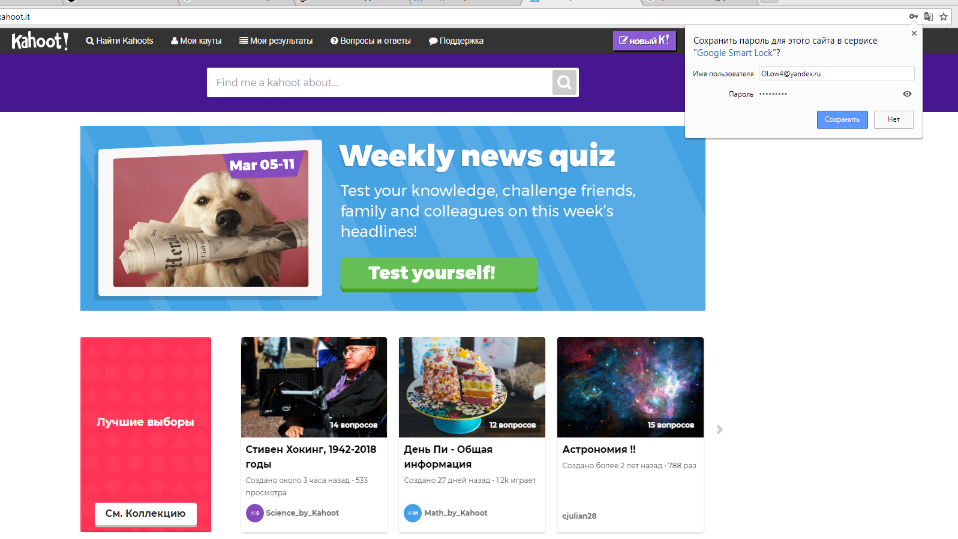 kahoot.it
Kahoot!
Найти Kahoots
Мои кауты
Мои результаты
Вопросы и ответы
Поддержка
новый K!
Сохранить пароль для этого сайта в сервисе
"Google Smart Lock"?
Имя пользователя
Ol.ow4@yandex.ru
Пароль
•••••••••
Сохранить
Нет
Find me a kahoot about...
Mar 05-11
Herald
Weekly news quiz
Test your knowledge, challenge friends,
family and colleagues on this week's
headlines!
Test yourself!
Лучшие выборы
См. Коллекцию
14 вопросов
Стивен Хокинг, 1942-2018
годы
Создано около 3 часа назад • 533
просмотра
Science_by_Kahoot
12 вопросов
День Пи - Общая
информация
Создано 27 дней назад • 1.2k играет
Math_by_Kahoot
15 вопросов
Астрономия !!
Создано более 2 лет назад • 788 раз
cjulian28